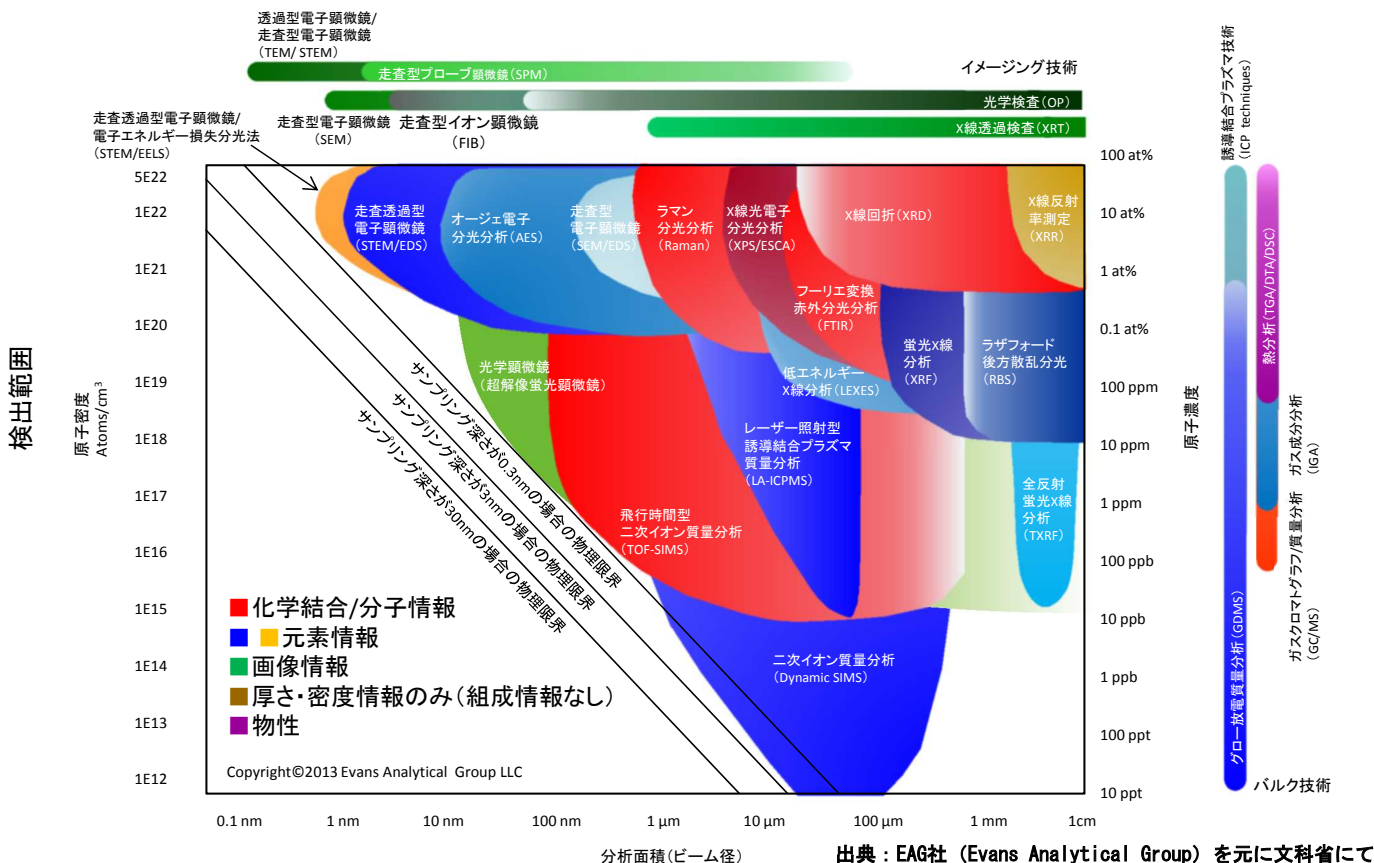 透過型電子顕微鏡/
走査型電子顕微鏡
(TEM/ STEM)
走査型プローブ顕微鏡(SPM)
イメージング技術
光学検査(OP)
走査型電子顕微鏡
(SEM)
走査型イオン顕微鏡
(FIB)
X線透過検査(XRT)
走査透過型電子顕微鏡/
電子エネルギー損失分光法
(STEM/EELS)
検出範囲
原子密度
Atoms/cm³
5E22
1E22
1E21
1E20
1E19
1E18
1E17
1E16
1E15
1E14
1E13
1E12
走査透過型
電子顕微鏡
(STEM/EDS)
オージェ電子
分光分析(AES)
走査型
電子顕微鏡
(SEM/EDS)
ラマン
分光分析
(Raman)
X線光電子
分光分析
(XPS/ESCA)
X線回折(XRD)
X線反射
率測定
(XRR)
フーリエ変換
赤外分光分析
(FTIR)
光学顕微鏡
(超解像蛍光顕微鏡)
低エネルギー
X線分析(LEXES)
蛍光X線
分析
(XRF)
ラザフォード
後方散乱分光
(RBS)
レーザー照射型
誘導結合プラズマ
質量分析
(LA-ICPMS)
飛行時間型
二次イオン質量分析
(TOF-SIMS)
全反射
蛍光X線
分析
(TXRF)
二次イオン質量分析
(Dynamic SIMS)
サンプリング深さが0.3nmの場合の物理限界
サンプリング深さが3nmの場合の物理限界
サンプリング深さが30nmの場合の物理限界
化学結合/分子情報
元素情報
画像情報
厚さ・密度情報のみ(組成情報なし)
物性
Copyright©2013 Evans Analytical Group LLC
100 at%
10 at%
1 at%
0.1 at%
100 ppm
10 ppm
1 ppm
100 ppb
10 ppb
1 ppb
100 ppt
10 ppt
原子濃度
誘導結合プラズマ技術
(ICP techniques)
グロー放電質量分析(GDMS)
熱分析(TGA/DTA/DSC)
ガス成分分析
(IGA)
ガスクロマトグラフ/質量分析
(GC/MS)
バルク技術
0.1 nm
1 nm
10 nm
100 nm
1 µm
10 µm
100 µm
1 mm
1cm
分析面積(ビーム径)
出典：EAG社 (Evans Analytical Group) を元に文科省にて